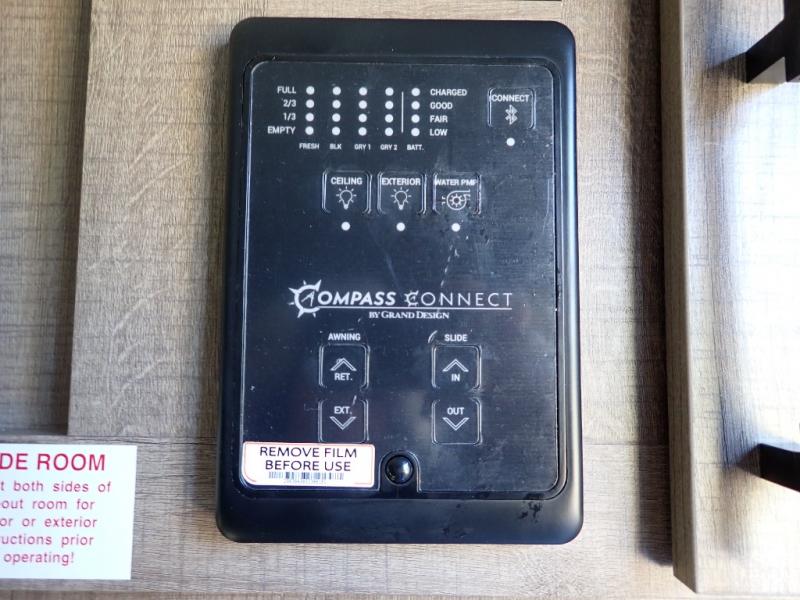 FULL CHARGED
2/3 GOOD
1/3 FAIR
EMPTY LOW
FRESH BLK GRY 1 GRY 2 BATT.
CONNECT
CEILING EXTERIOR WATER PMP
COMPASS CONNECT
BY GRAND DESIGN
AWNING SLIDE
RET. IN
EXT. OUT
REMOVE FILM
BEFORE USE
DE ROOM
t both sides of
out room for
or or exterior
uctions prior
operating!